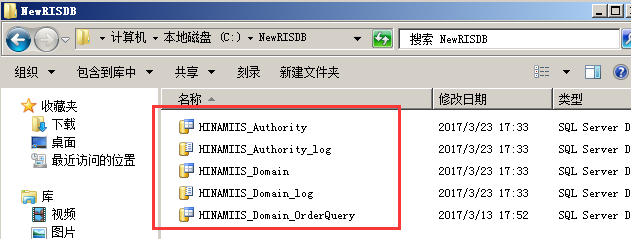 NewRISDB
计算机 本地磁盘 (C:) NewRISDB 搜索 NewRISDB
组织 包含到库中 共享 刻录 新建文件夹
收藏夹
下载
桌面
最近访问的位置
库
视频
图片
名称 修改日期 类型
HINAMIIS_Authority 2017/3/23 17:33 SQL Server D
HINAMIIS_Authority_log 2017/3/23 17:33 SQL Server D
HINAMIIS_Domain 2017/3/23 17:33 SQL Server D
HINAMIIS_Domain_log 2017/3/23 17:33 SQL Server D
HINAMIIS_Domain_OrderQuery 2017/3/13 17:52 SQL Server D